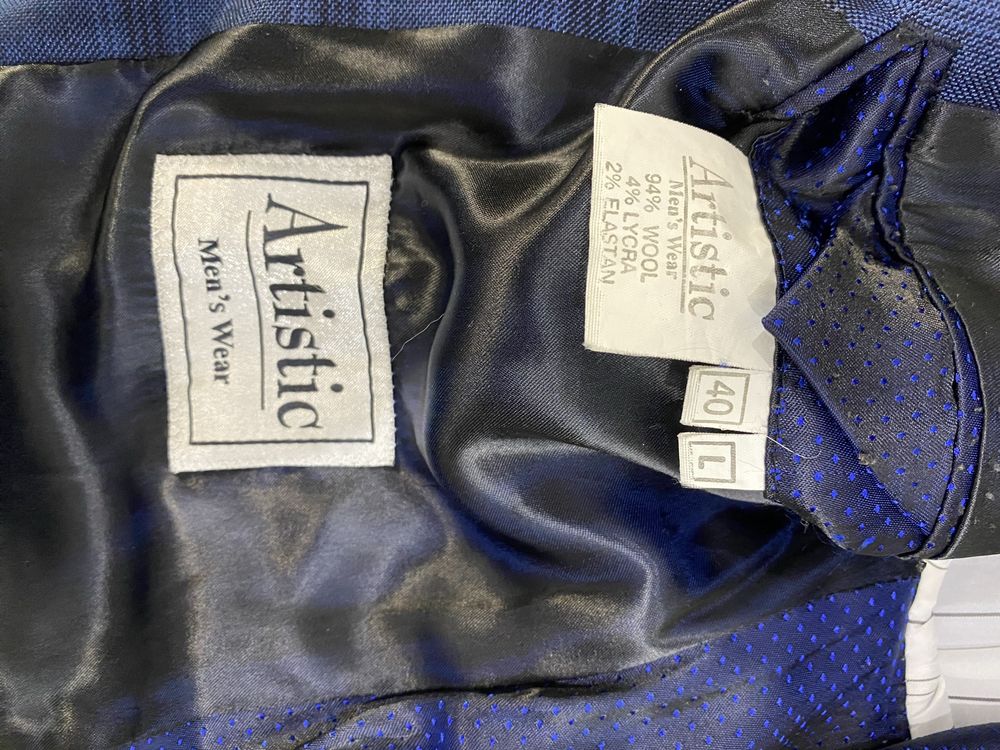 Artistic
Men's Wear
Artistic
Men's Wear
94% WOOL
4% LYCRA
2% ELASTAN
40
L